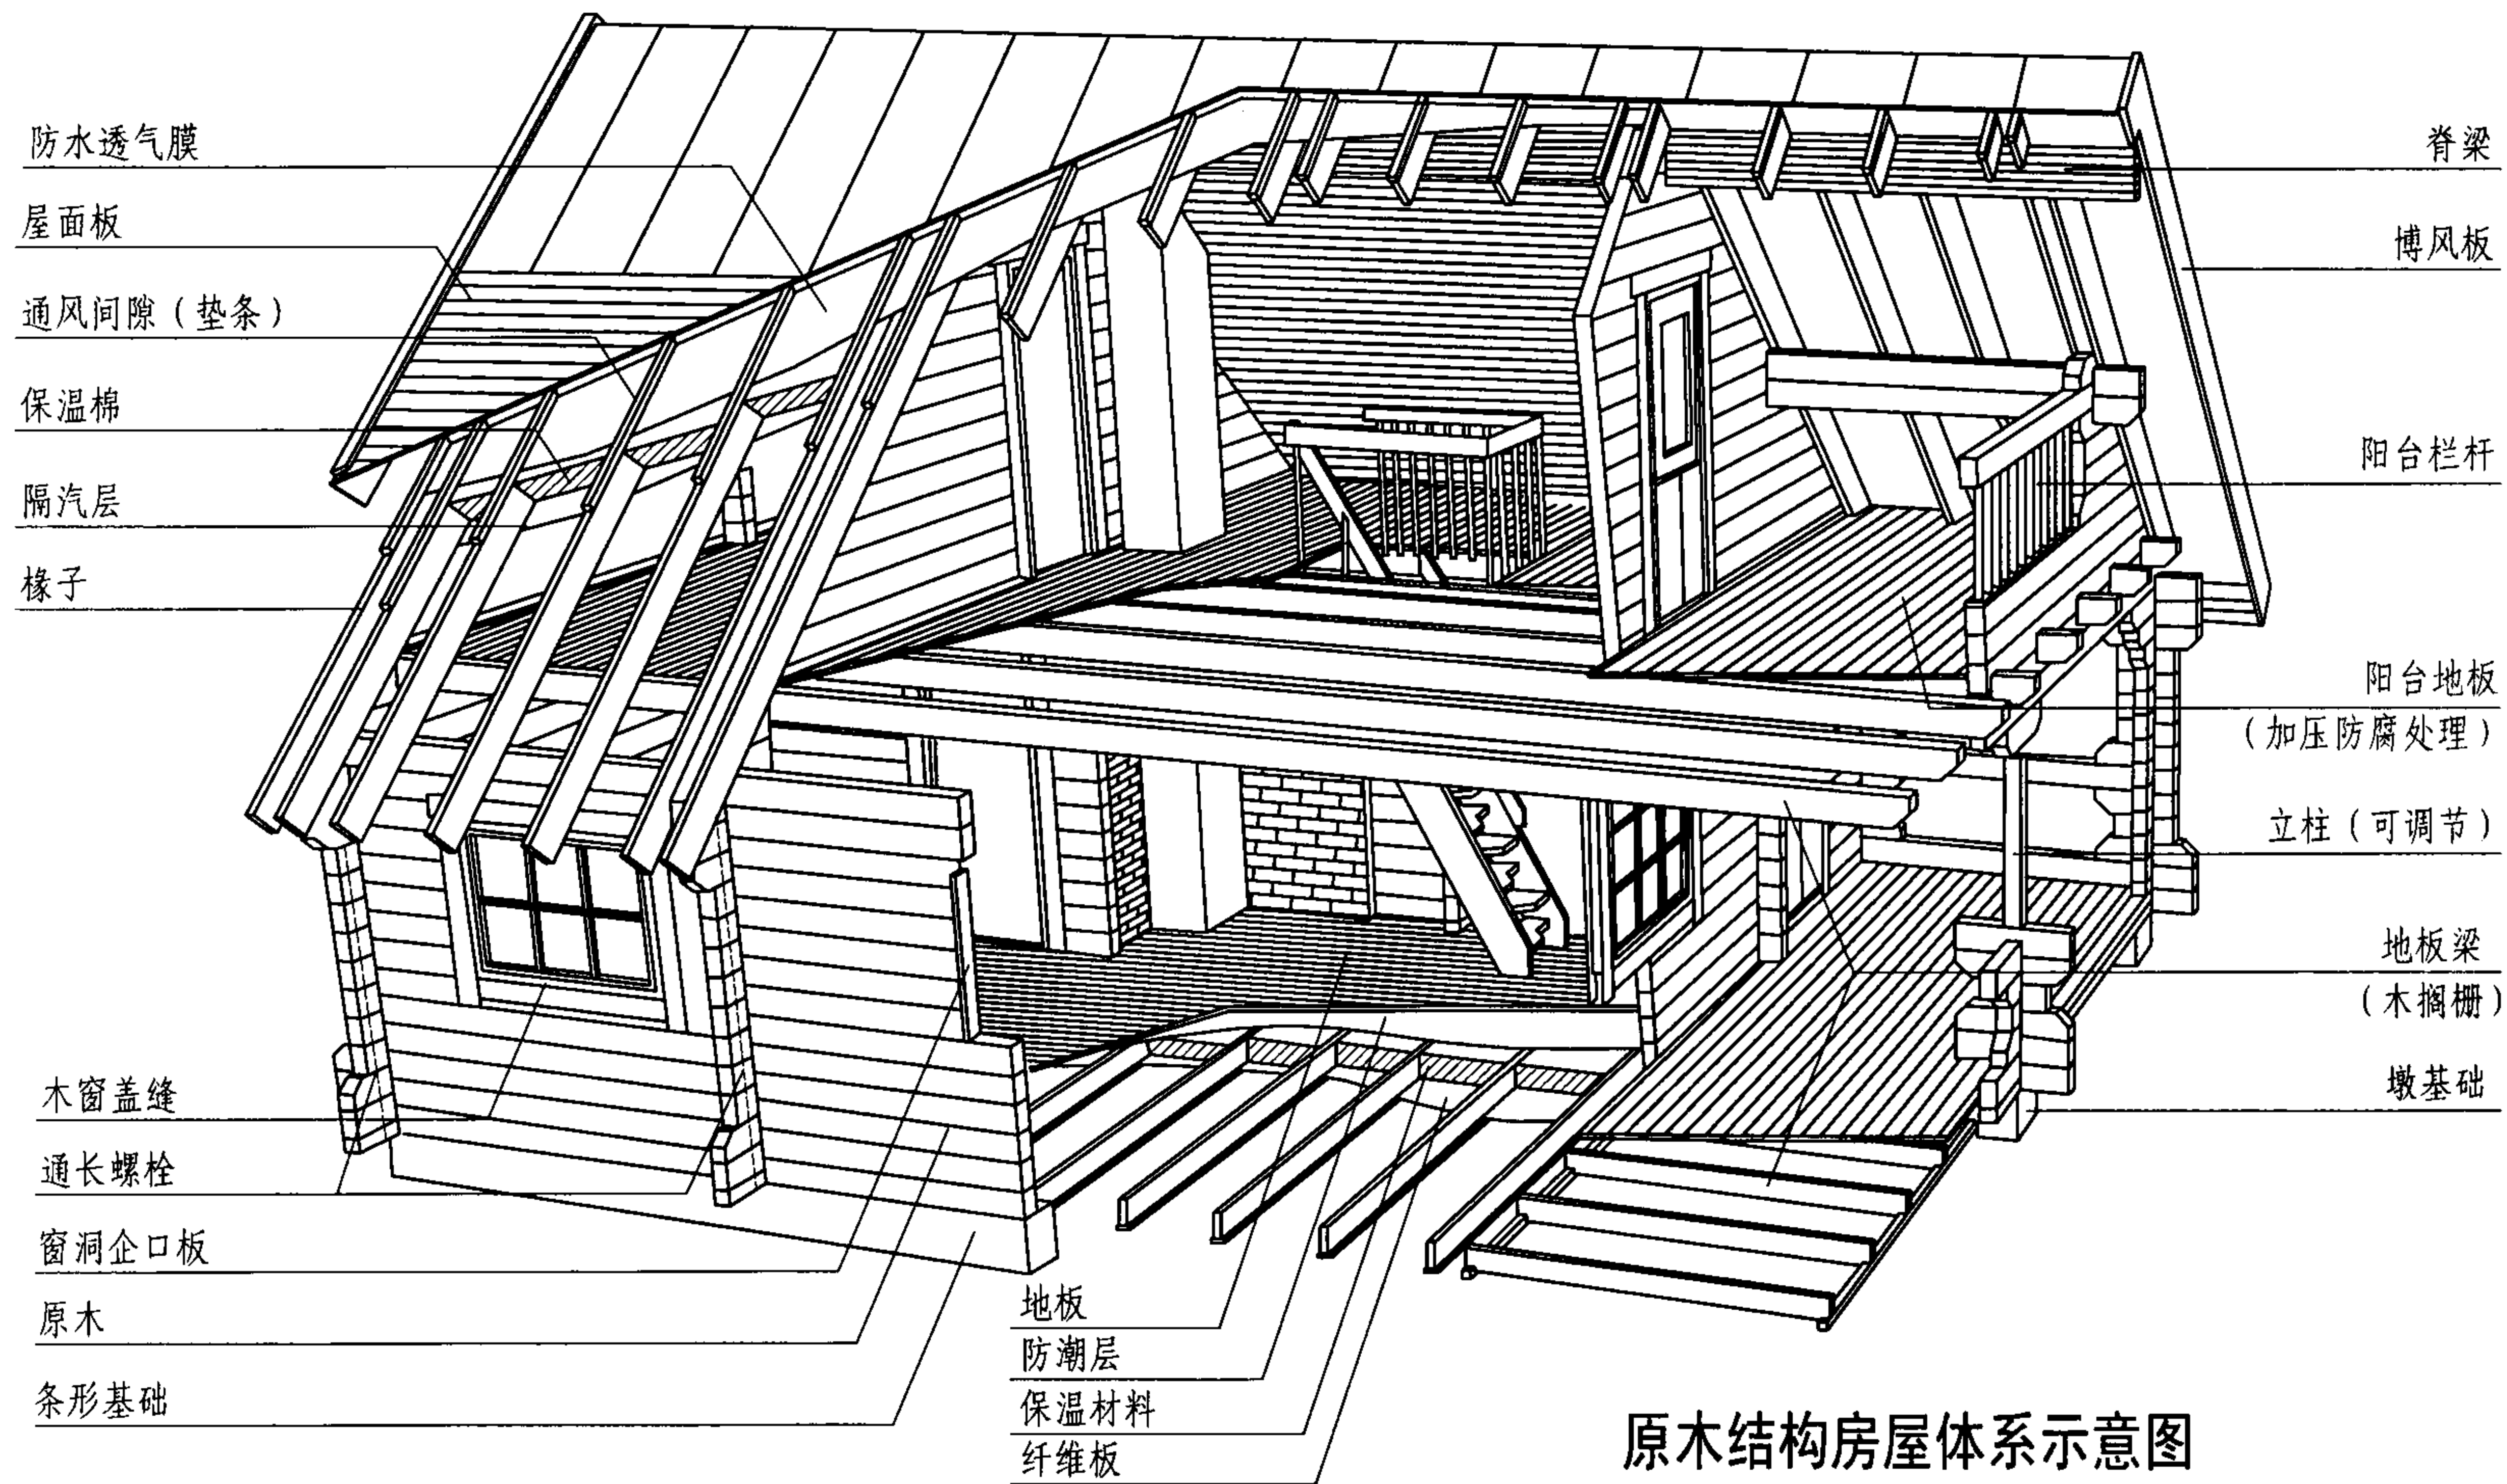 防水透气膜
屋面板
通风间隙（垫条）
保温棉
隔汽层
椽子
木窗盖缝
通长螺栓
窗洞企口板
原木
条形基础
地板
防潮层
保温材料
纤维板
脊梁
博风板
阳台栏杆
阳台地板
（加压防腐处理）
立柱（可调节）
地板梁
（木搁栅）
墩基础
原木结构房屋体系示意图